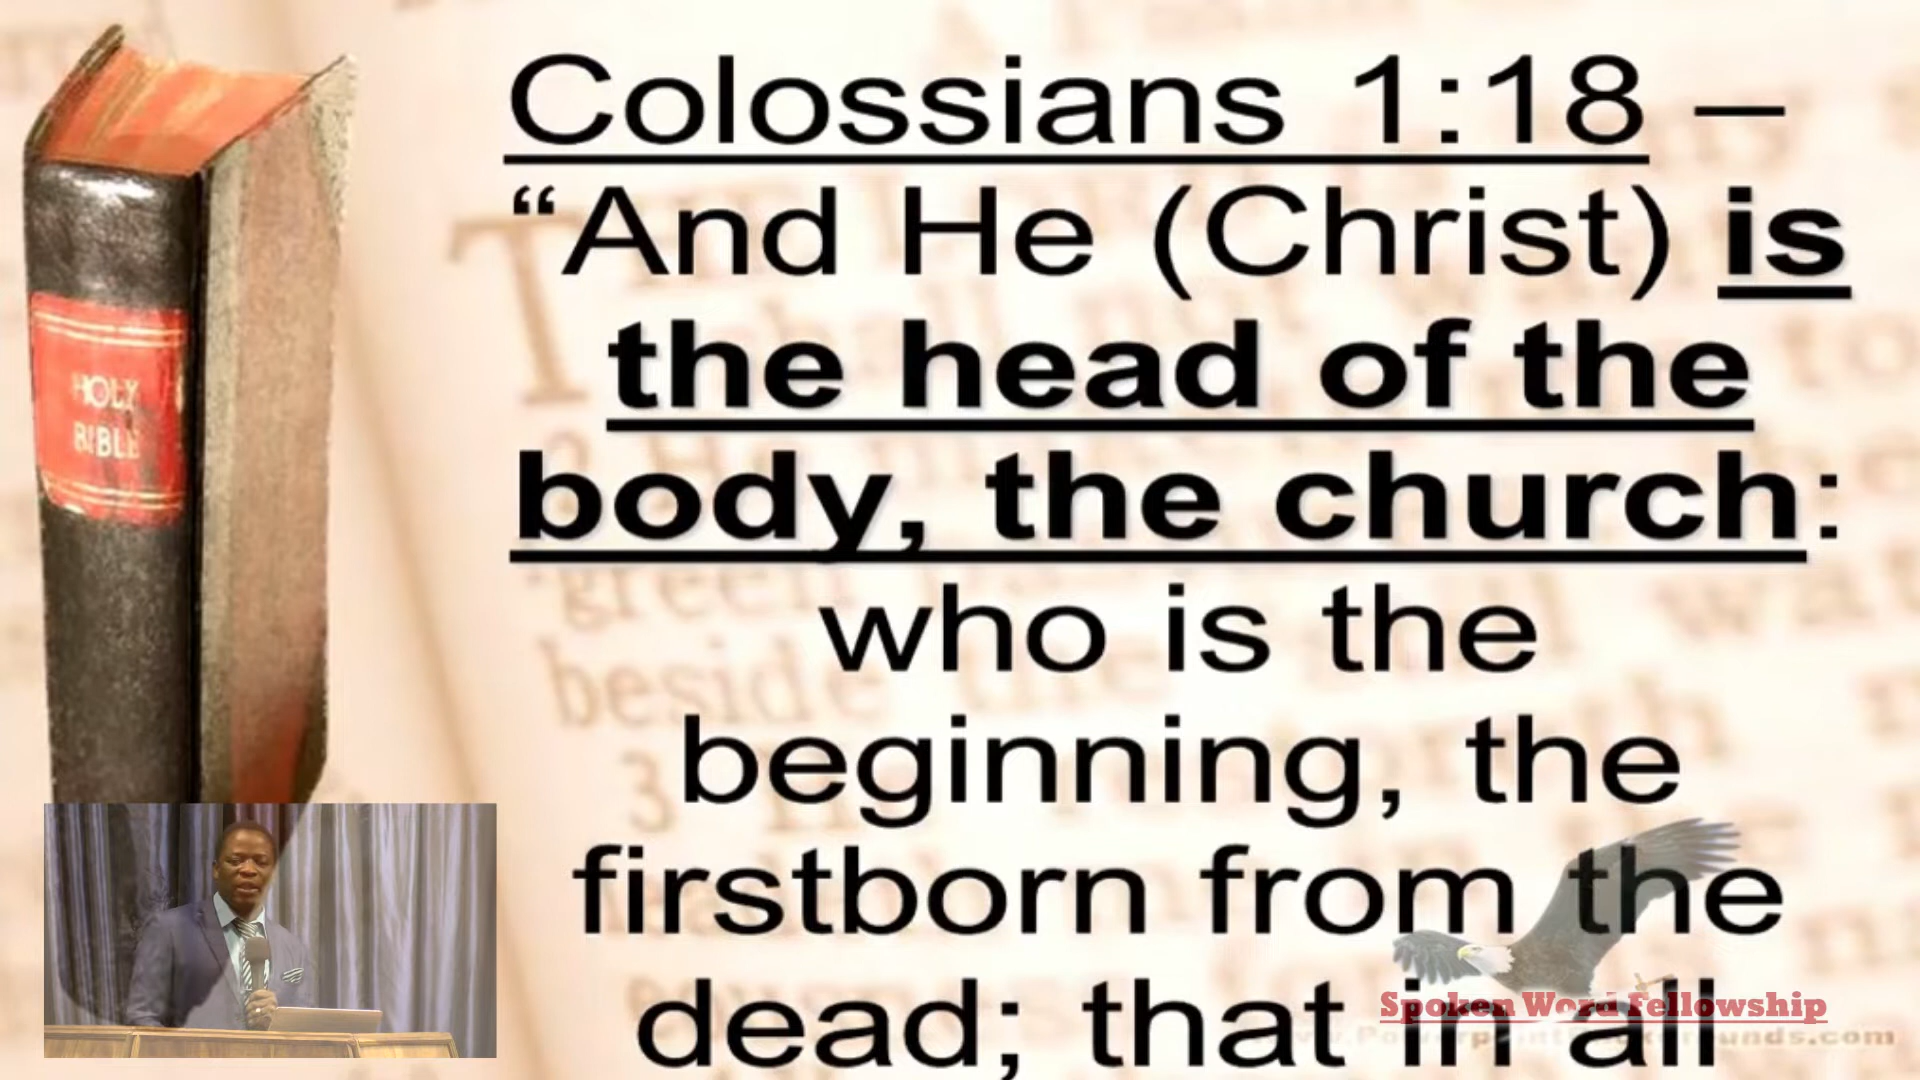 Colossians 1:18 –
“And He (Christ) is
the head of the
body, the church:
who is the
beginning, the
firstborn from the
dead; that in all
HOLY
BIBLE
Spoken Word Fellowship